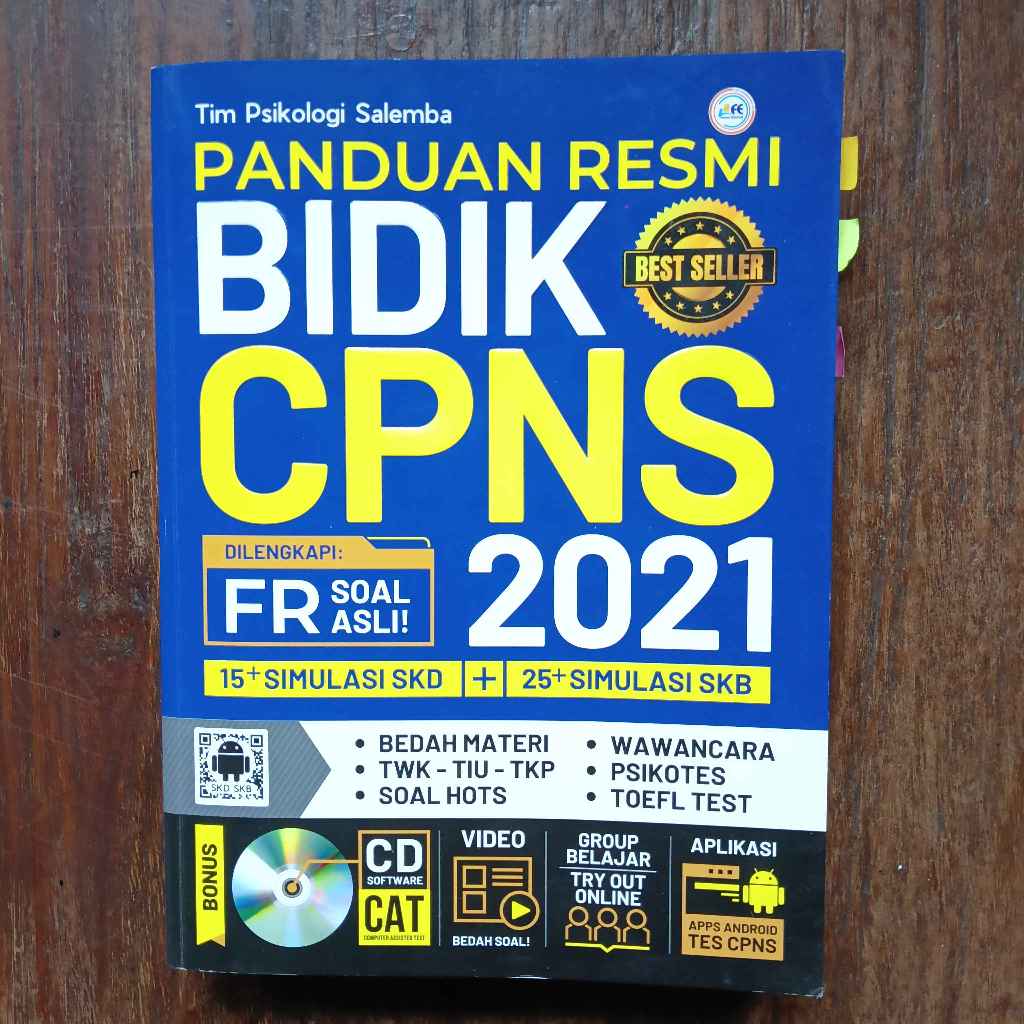 Tim Psikologi Salemba
PANDUAN RESMI
BIDIK
BEST SELLER
CPNS
2021
DILENGKAPI:
FR SOAL ASLI!
15+ SIMULASI SKD + 25+ SIMULASI SKB
SKD SKB
• BEDAH MATERI
• TWK - TIU - TKP
• SOAL HOTS
• WAWANCARA
• PSIKOTES
• TOEFL TEST
BONUS
CD
SOFTWARE
CAT
COMPUTER ASSISTED TEST
VIDEO
BEDAH SOAL!
GROUP
BELAJAR
TRY OUT
ONLINE
APLIKASI
APPS ANDROID
TES CPNS